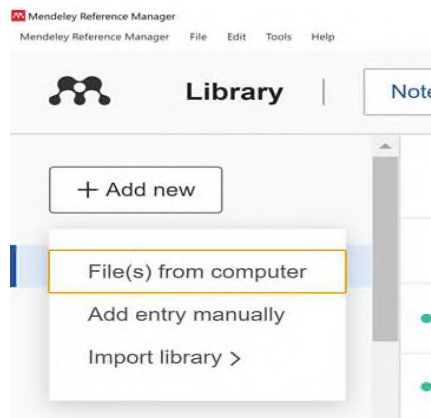 Mendeley Reference Manager
Mendeley Reference Manager File Edit Tools Help
Library Note
+ Add new
File(s) from computer
Add entry manually
Import library >